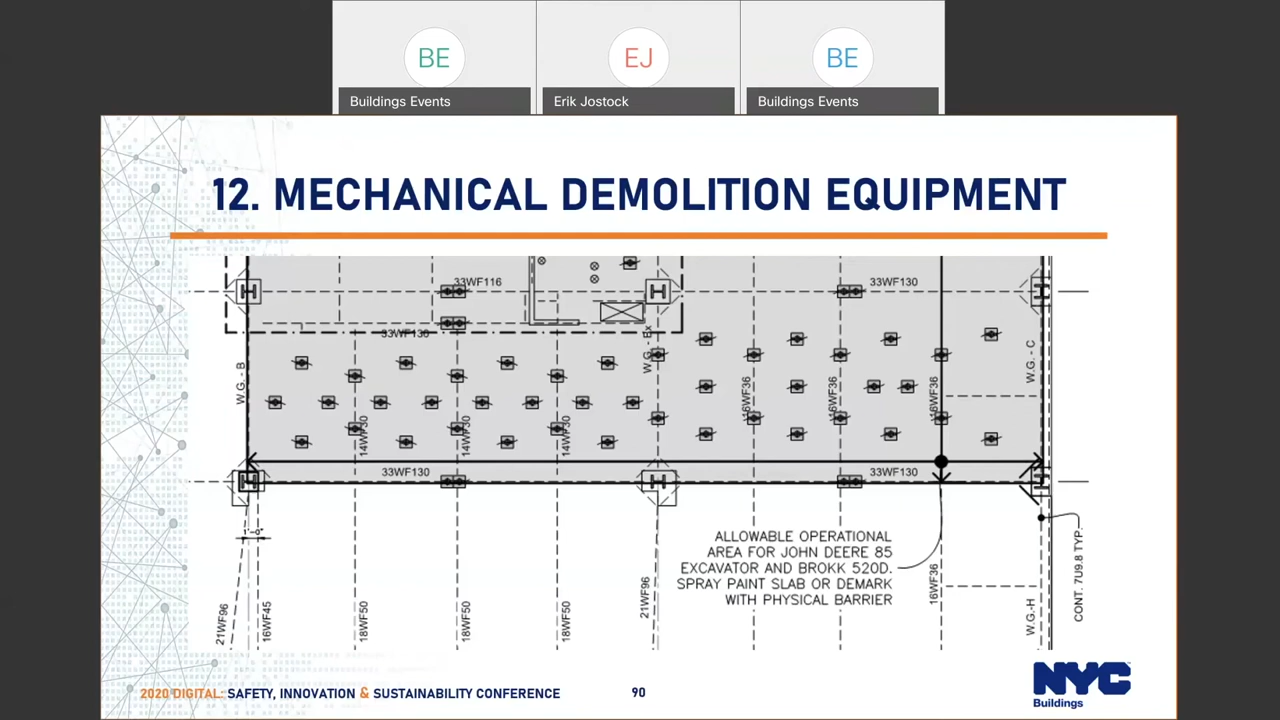 BE
EJ
BE
Buildings Events
Erik Jostock
Buildings Events
12. MECHANICAL DEMOLITION EQUIPMENT
33WF116
33WF130
33WF130
W.G. - B
W.G. - Ex
W.G. - C
16WF36
16WF36
16WF36
14WF30
14WF30
14WF30
33WF130
33WF130
1'-0"
ALLOWABLE OPERATIONAL
AREA FOR JOHN DEERE 85
EXCAVATOR AND BROKK 520D.
SPRAY PAINT SLAB OR DEMARK
WITH PHYSICAL BARRIER
21WF96
16WF45
18WF50
18WF50
18WF50
21WF96
16WF36
W.G.-H
CONT. 7U9.8 TYP.
2020 DIGITAL: SAFETY, INNOVATION & SUSTAINABILITY CONFERENCE
90
NYC
Buildings